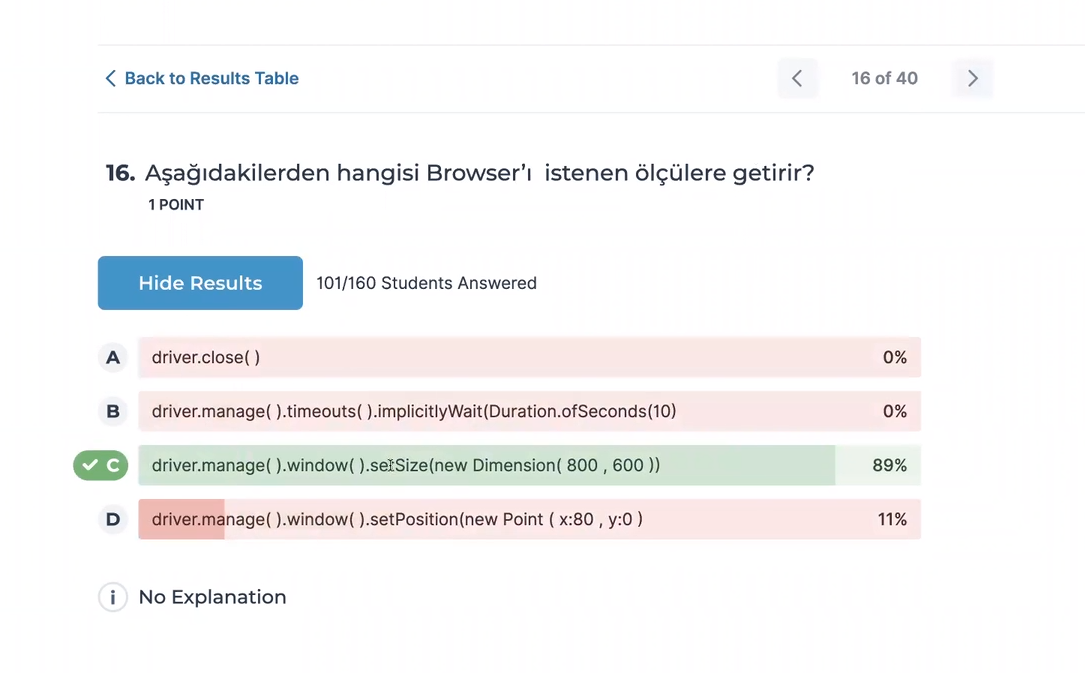 Back to Results Table
16 of 40
16. Aşağıdakilerden hangisi Browser’ı istenen ölçülere getirir?
1 POINT
Hide Results 101/160 Students Answered
A driver.close( ) 0%
B driver.manage( ).timeouts( ).implicitlyWait(Duration.ofSeconds(10) 0%
C driver.manage( ).window( ).setSize(new Dimension( 800 , 600 )) 89%
D driver.manage( ).window( ).setPosition(new Point ( x:80 , y:0 ) 11%
i No Explanation